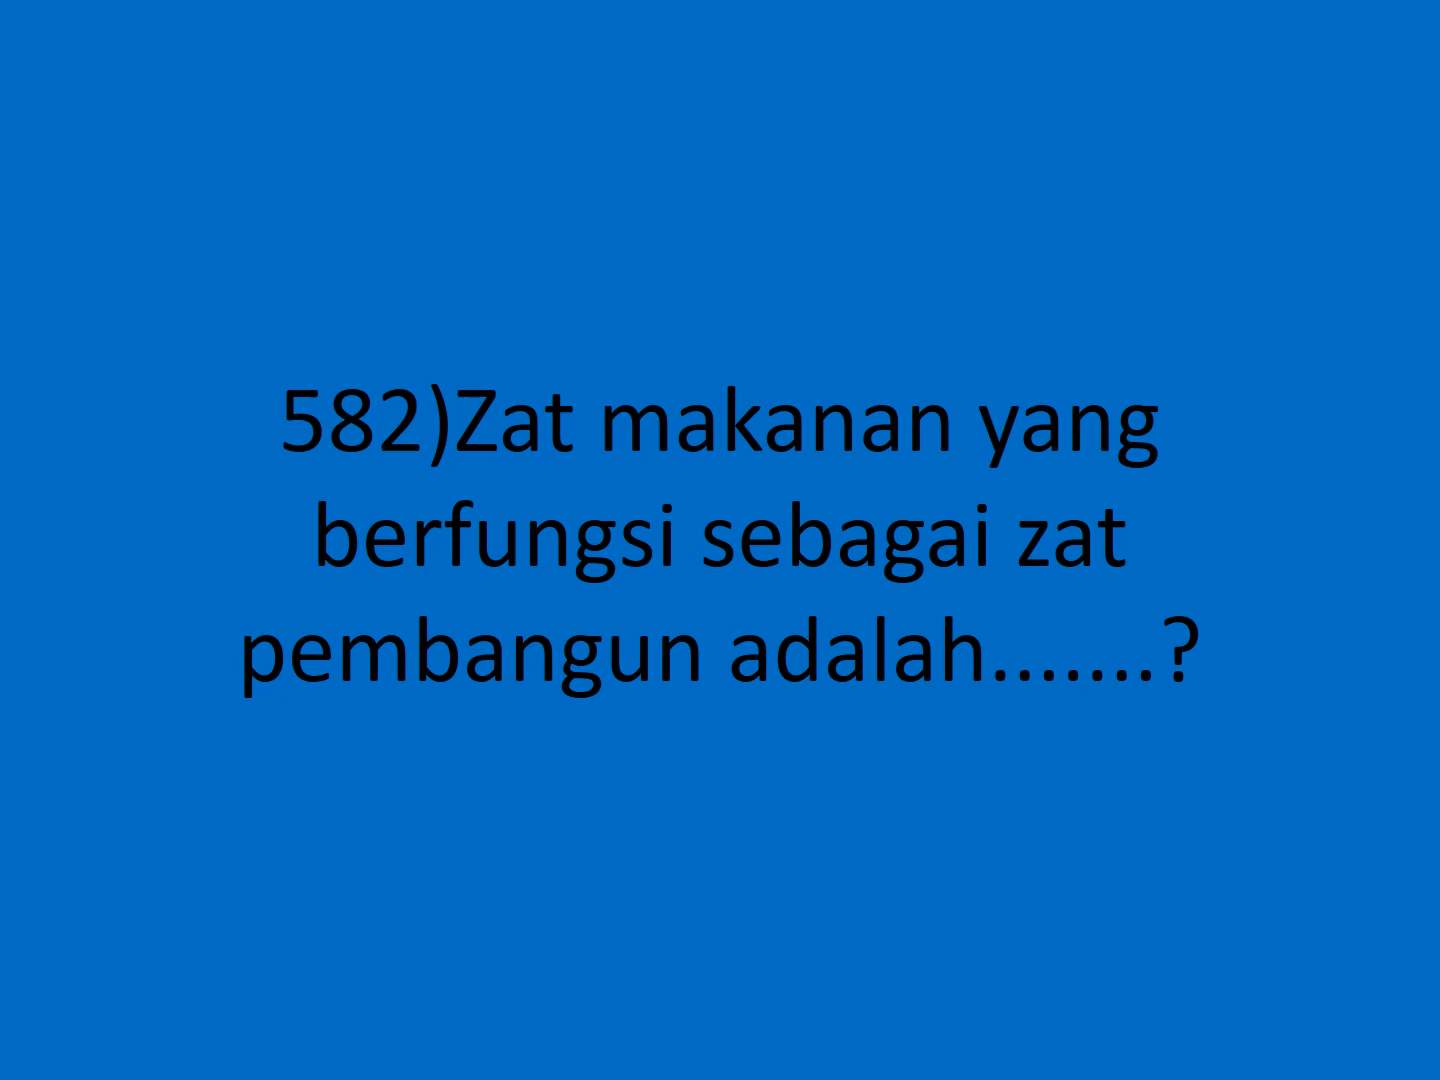 582)Zat makanan yang
berfungsi sebagai zat
pembangun adalah.......?